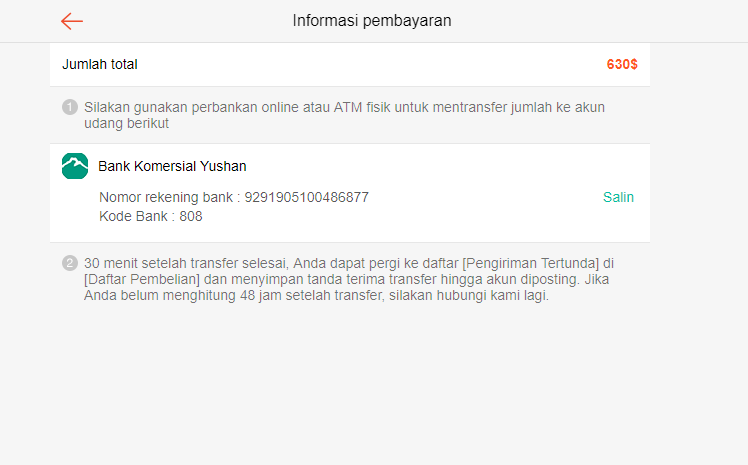 Informasi pembayaran
Jumlah total 630$
1 Silakan gunakan perbankan online atau ATM fisik untuk mentransfer jumlah ke akun
udang berikut
Bank Komersial Yushan
Nomor rekening bank : 9291905100486877 Salin
Kode Bank : 808
2 30 menit setelah transfer selesai, Anda dapat pergi ke daftar [Pengiriman Tertunda] di
[Daftar Pembelian] dan menyimpan tanda terima transfer hingga akun diposting. Jika
Anda belum menghitung 48 jam setelah transfer, silakan hubungi kami lagi.